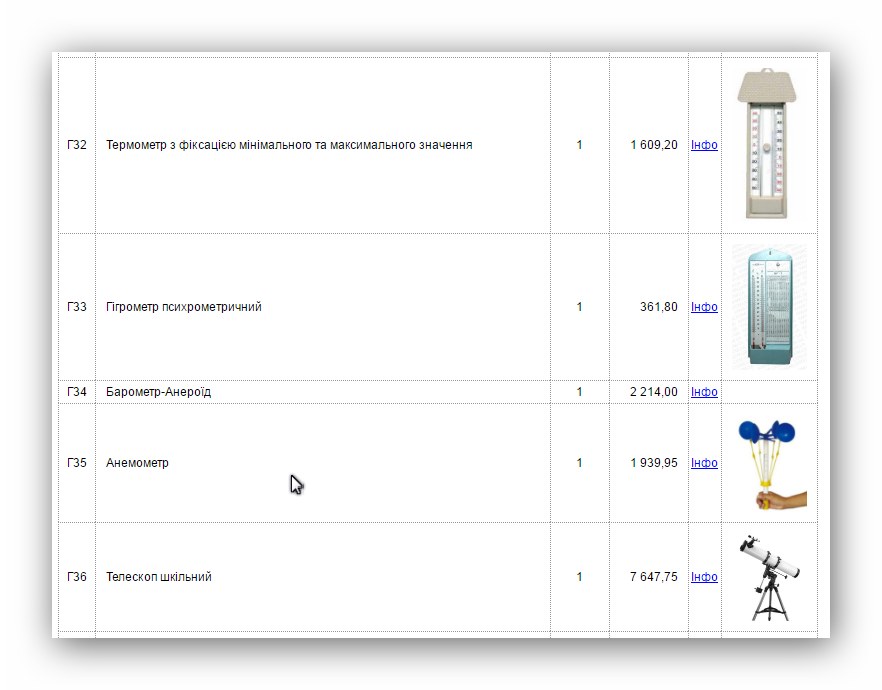 Г32 Термометр з фіксацією мінімального та максимального значення 1 1 609,20 Інфо
Г33 Гігрометр психрометричний 1 361,80 Інфо
Г34 Барометр-Анероїд 1 2 214,00 Інфо
Г35 Анемометр 1 1 939,95 Інфо
Г36 Телескоп шкільний 1 7 647,75 Інфо